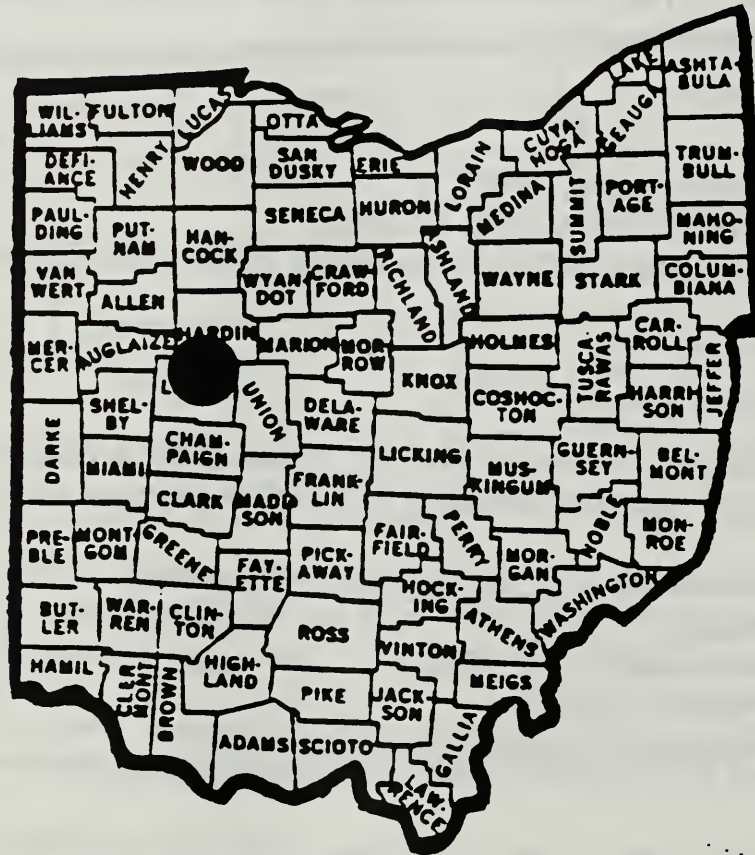 WIL-
LIAMS
FULTON
LUCAS
OTTA
LAKE
ASHTA-
BULA
GEAUGA
CUYA-
HOGA
DEFI-
ANCE
HENRY
WOOD
SAN
DUSKY
ERIE
LORAIN
MEDINA
SUMMIT
PORT-
AGE
TRUM-
BULL
PAUL-
DING
PUT-
NAM
HAN-
COCK
SENECA
HURON
ASHLAND
MAHO-
NING
VAN
WERT
ALLEN
WYAN
DOT
CRAW-
FORD
RICHLAND
WAYNE
STARK
COLUM-
BIANA
MER-
CER
AUGLAIZE
HARDIN
MARION
MOR
ROW
HOLMES
TUSCA-
RAWAS
CAR-
ROLL
JEFFER
SHEL-
BY
L
UNION
DELA-
WARE
KNOX
COSHOC-
TON
HARRI-
SON
DARKE
MIAMI
CHAM-
PAIGN
LICKING
MUS-
KINGUM
GUERN-
SEY
BEL-
MONT
CLARK
MADI
SON
FRANK-
LIN
NOBLE
MON-
ROE
PRE-
BLE
MONT
GOM
GREENE
FAY-
ETTE
PICK-
AWAY
FAIR-
FIELD
PERRY
MOR-
GAN
WASHINGTON
BUT-
LER
WAR-
REN
CLIN-
TON
ROSS
HOCK-
ING
ATHENS
VINTON
HAMIL
CLER
MONT
BROWN
HIGH-
LAND
PIKE
JACK
SON
MEIGS
GALLIA
ADAMS
SCIOTO
LAW-
RENCE